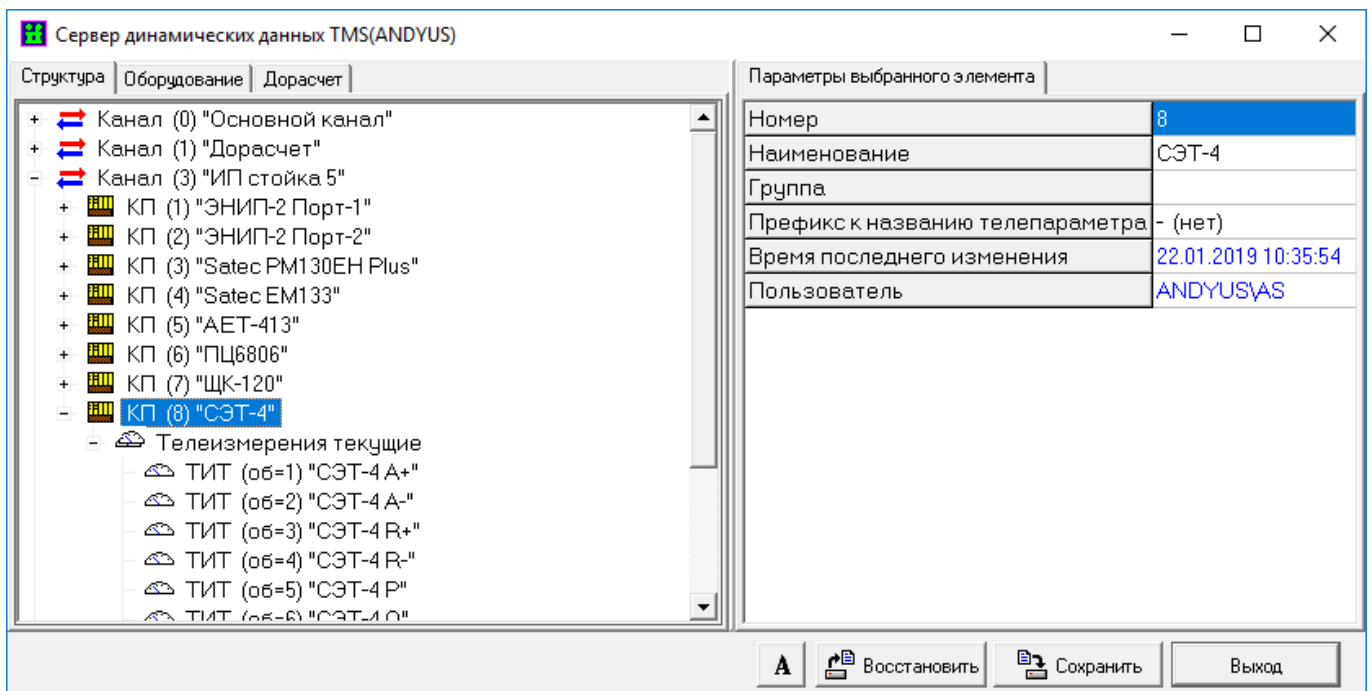 Сервер динамических данных TMS(ANDYUS)
Структура Оборудование Дорасчет
Канал (0) "Основной канал"
Канал (1) "Дорасчет"
Канал (3) "ИП стойка 5"
КП (1) "ЭНИП-2 Порт-1"
КП (2) "ЭНИП-2 Порт-2"
КП (3) "Satec PM130EH Plus"
КП (4) "Satec EM133"
КП (5) "АЕТ-413"
КП (6) "ПЦ6806"
КП (7) "ЩК-120"
КП (8) "СЭТ-4"
Телеизмерения текущие
ТИТ (об=1) "СЭТ-4 A+"
ТИТ (об=2) "СЭТ-4 A-"
ТИТ (об=3) "СЭТ-4 R+"
ТИТ (об=4) "СЭТ-4 R-"
ТИТ (об=5) "СЭТ-4 P"
ТИТ (об=6) "СЭТ-4 Q"
Параметры выбранного элемента
Номер 8
Наименование СЭТ-4
Группа
Префикс к названию телепараметра - (нет)
Время последнего изменения 22.01.2019 10:35:54
Пользователь ANDYUS\AS
A Восстановить Сохранить Выход